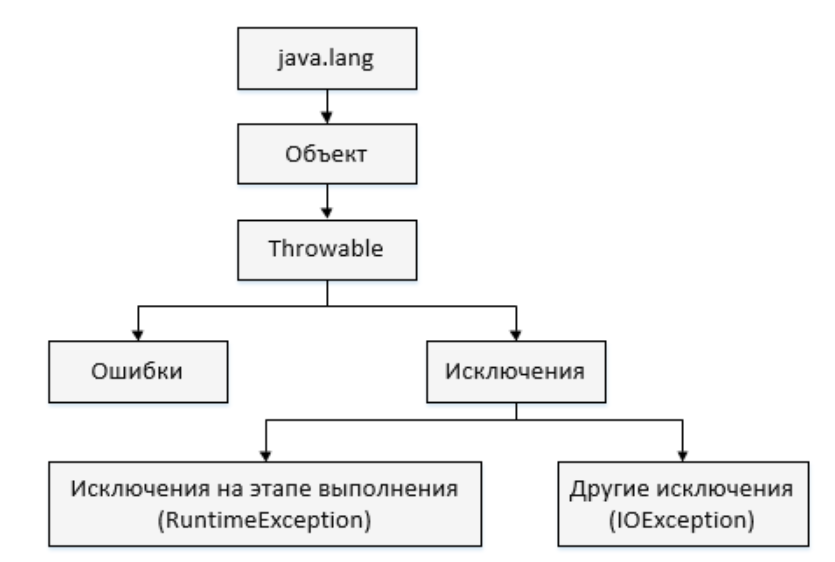 java.lang
Объект
Throwable
Ошибки
Исключения
Исключения на этапе выполнения
(RuntimeException)
Другие исключения
(IOException)